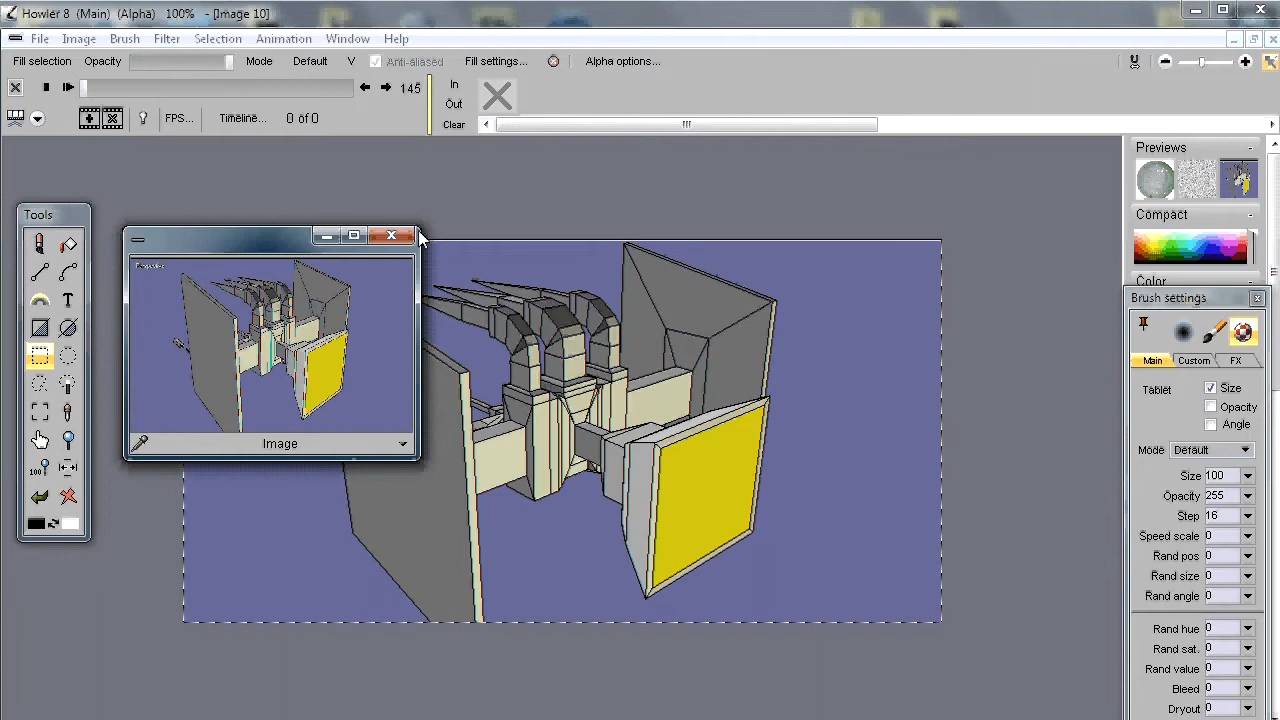 Howler 8 (Main) (Alpha) 100% - [Image 10]
File Image Brush Filter Selection Animation Window Help
Fill selection Opacity Mode Default V Anti-aliased Fill settings... Alpha options...
145 In
Out
Clear
FPS... Timeline... 0 of 0
Previews
Compact
Color
Tools
T
100
Perspective
Image
Brush settings
Main Custom FX
Tablet Size
Opacity
Angle
Mode Default
Size 100
Opacity 255
Step 16
Speed scale 0
Rand pos 0
Rand size 0
Rand angle 0
Rand hue 0
Rand sat. 0
Rand value 0
Bleed 0
Dryout 0